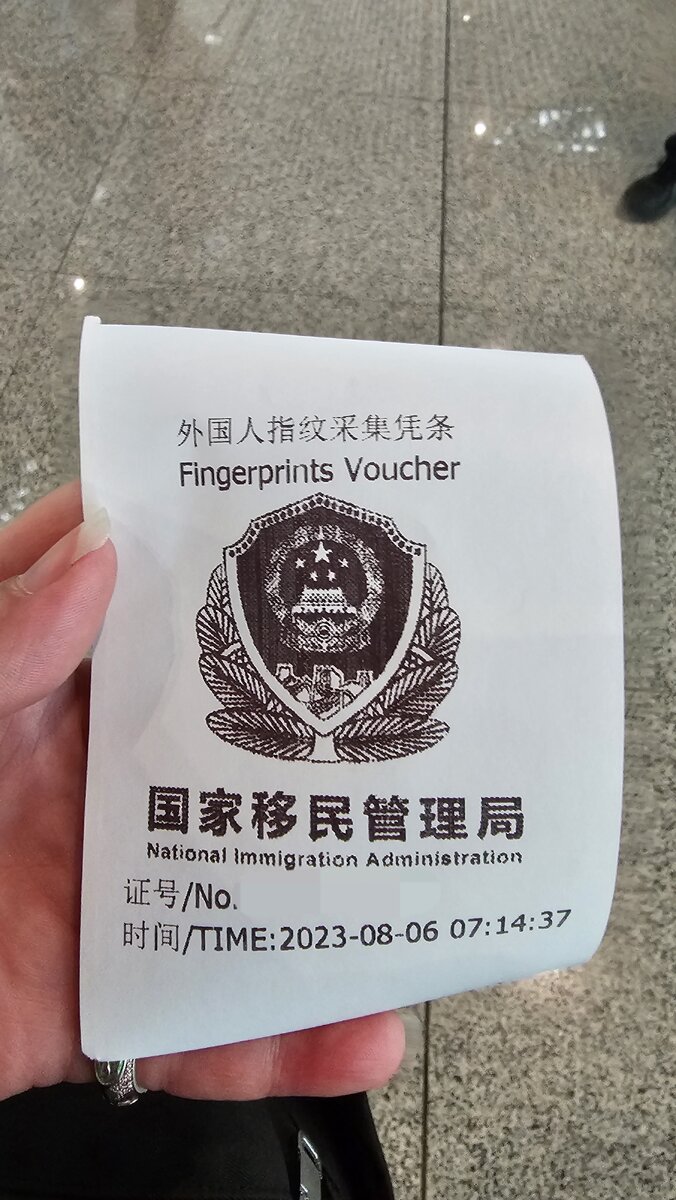 外国人指纹采集凭条
Fingerprints Voucher
国家移民管理局
National Immigration Administration
证号/No.
时间/TIME:2023-08-06 07:14:37